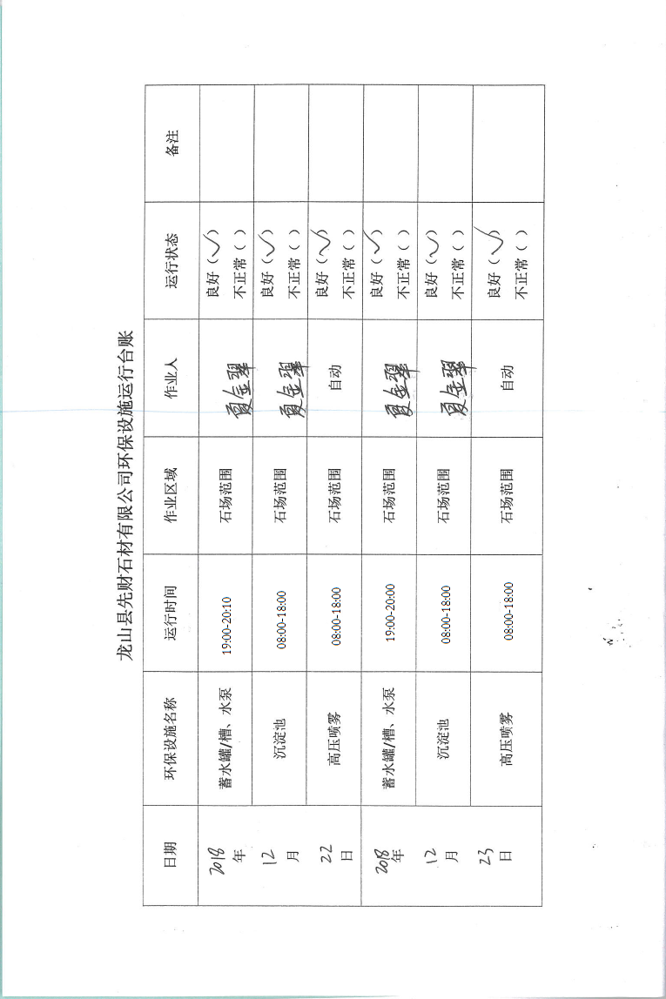 龙山县先财石材有限公司环保设施运行台账
日期 环保设施名称 运行时间 作业区域 作业人 运行状态 备注
2018年12月22日 蓄水罐/槽、水泵 19:00-20:10 石场范围 夏金翠 良好(✓) 不正常( )
沉淀池 08:00-18:00 石场范围 夏金翠 良好(✓) 不正常( )
高压喷雾 08:00-18:00 石场范围 自动 良好(✓) 不正常( )
2018年12月23日 蓄水罐/槽、水泵 19:00-20:00 石场范围 夏金翠 良好(✓) 不正常( )
沉淀池 08:00-18:00 石场范围 夏金翠 良好(✓) 不正常( )
高压喷雾 08:00-18:00 石场范围 自动 良好(✓) 不正常( )